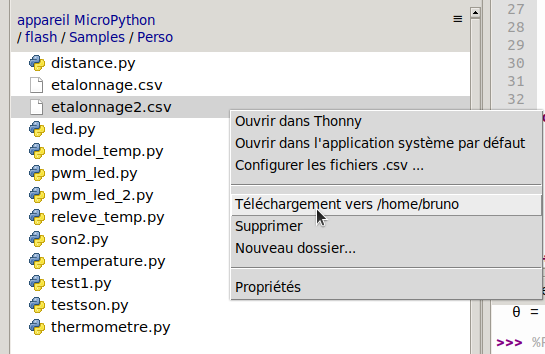 appareil MicroPython
/ flash / Samples / Perso
≡
distance.py
etalonnage.csv
etalonnage2.csv
led.py
model_temp.py
pwm_led.py
pwm_led_2.py
releve_temp.py
son2.py
temperature.py
test1.py
testson.py
thermometre.py
Ouvrir dans Thonny
Ouvrir dans l'application système par défaut
Configurer les fichiers .csv ...
Téléchargement vers /home/bruno
Supprimer
Nouveau dossier...
Propriétés
27
28
29
30
31
32
θ =
>>>